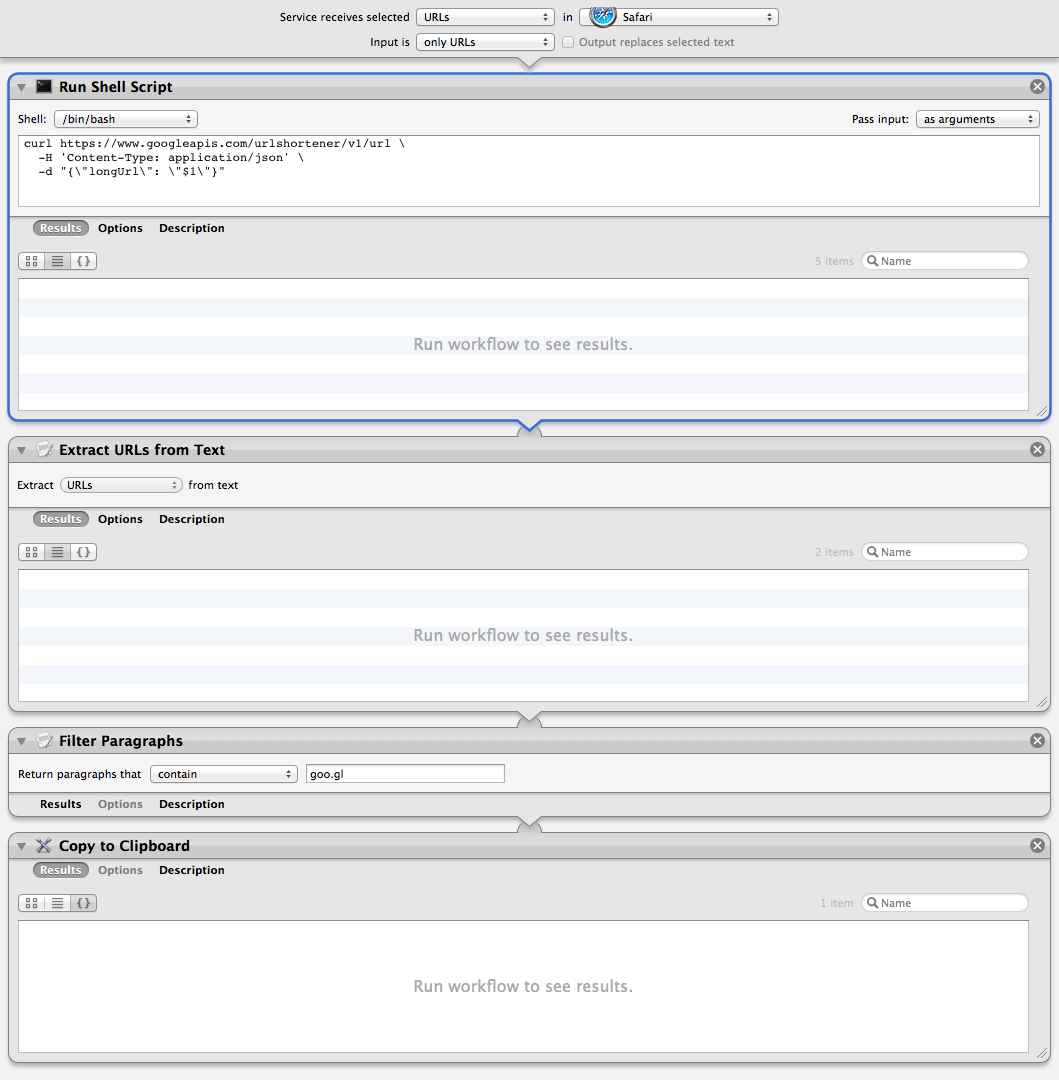 Service receives selected URLs in Safari
Input is only URLs Output replaces selected text
Run Shell Script
Shell: /bin/bash Pass input: as arguments
curl https://www.googleapis.com/urlshortener/v1/url \
-H 'Content-Type: application/json' \
-d "{\"longUrl\": \"$1\"}"
Results Options Description
{} 5 items Name
Run workflow to see results.
Extract URLs from Text
Extract URLs from text
Results Options Description
{} 2 items Name
Run workflow to see results.
Filter Paragraphs
Return paragraphs that contain goo.gl
Results Options Description
Copy to Clipboard
Results Options Description
{} 1 item Name
Run workflow to see results.